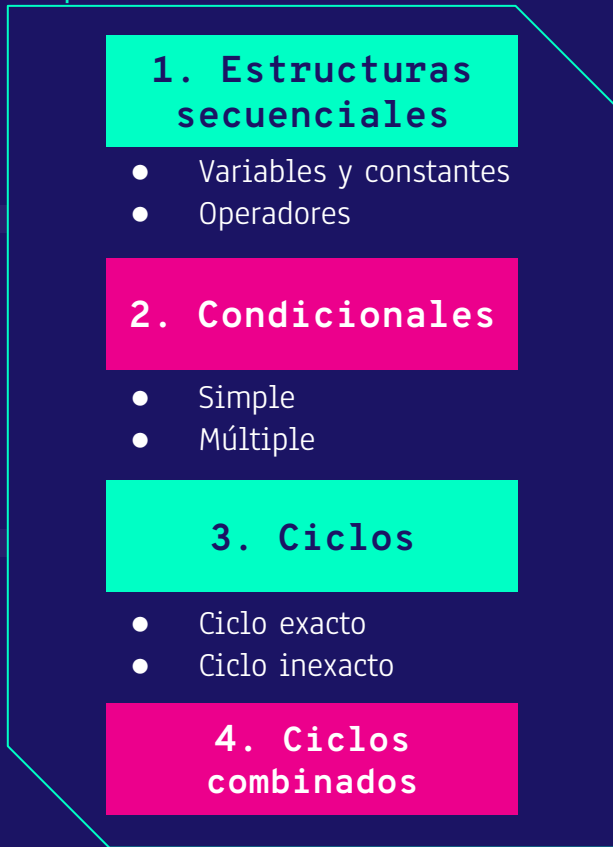 1. Estructuras
secuenciales
● Variables y constantes
● Operadores
2. Condicionales
● Simple
● Múltiple
3. Ciclos
● Ciclo exacto
● Ciclo inexacto
4. Ciclos
combinados